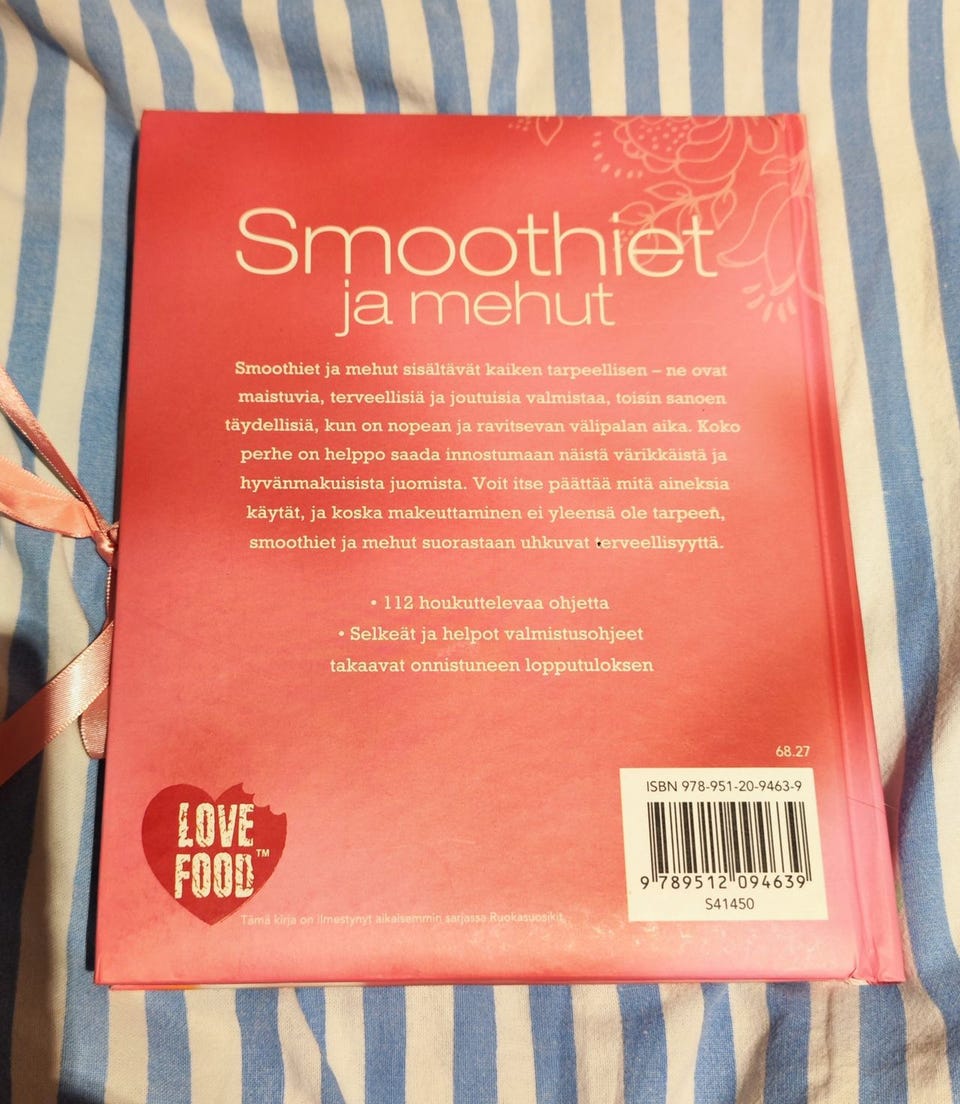 Smoothiet
ja mehut
Smoothiet ja mehut sisältävät kaiken tarpeellisen – ne ovat
maistuvia, terveellisiä ja joutuisia valmistaa, toisin sanoen
täydellisiä, kun on nopean ja ravitsevan välipalan aika. Koko
perhe on helppo saada innostumaan näistä värikkäistä ja
hyvänmakuisista juomista. Voit itse päättää mitä aineksia
käytät, ja koska makeuttaminen ei yleensä ole tarpeen,
smoothiet ja mehut suorastaan uhkuvat terveellisyyttä.
• 112 houkuttelevaa ohjetta
• Selkeät ja helpot valmistusohjeet
takaavat onnistuneen lopputuloksen
68.27
ISBN 978-951-20-9463-9
9 789512 094639
S41450
LOVE
FOOD™
Tämä kirja on ilmestynyt aikaisemmin sarjassa Ruokasuosikit.